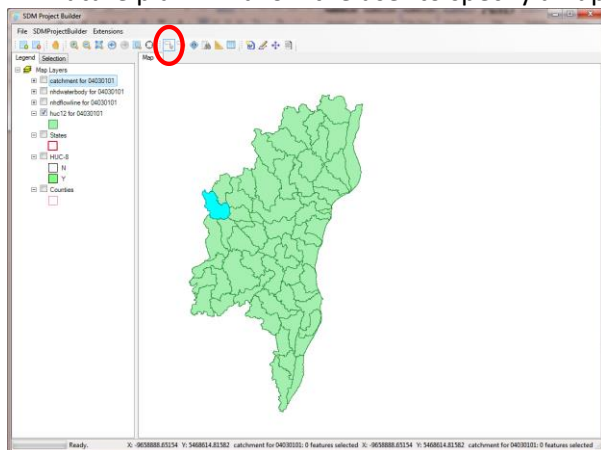 SDM Project Builder
File SDMProjectBuilder Extensions
Legend Selection
Map
Map Layers
catchment for 04030101
nhdwaterbody for 04030101
nhdflowline for 04030101
huc12 for 04030101
States
HUC-8
N
Y
Counties
Ready. X: -9658888.65154 Y: 5468614.81582 catchment for 04030101: 0 features selected X: -9658888.65154 Y: 5468614.81582 catchment for 04030101: 0 features selected